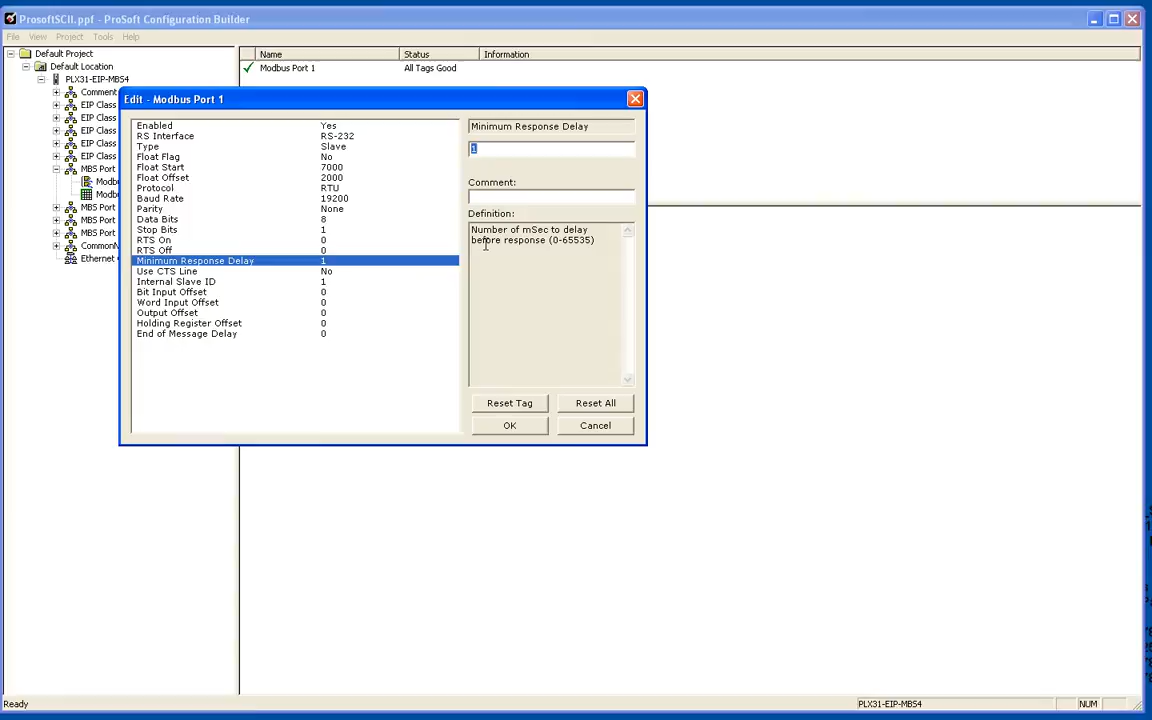 ProsoftSCII.ppf - ProSoft Configuration Builder
File View Project Tools Help
Default Project
Default Location
PLX31-EIP-MBS4
Comment
EIP Class
EIP Class
EIP Class
EIP Class
EIP Class
MBS Port
Modbu
Modbu
MBS Port
MBS Port
MBS Port
CommonN
Ethernet
Name Status Information
Modbus Port 1 All Tags Good
Edit - Modbus Port 1
Enabled Yes
RS Interface RS-232
Type Slave
Float Flag No
Float Start 7000
Float Offset 2000
Protocol RTU
Baud Rate 19200
Parity None
Data Bits 8
Stop Bits 1
RTS On 0
RTS Off 0
Minimum Response Delay 1
Use CTS Line No
Internal Slave ID 1
Bit Input Offset 0
Word Input Offset 0
Output Offset 0
Holding Register Offset 0
End of Message Delay 0
Minimum Response Delay
1
Comment:
Definition:
Number of mSec to delay
before response (0-65535)
Reset Tag Reset All
OK Cancel
Ready PLX31-EIP-MBS4 NUM